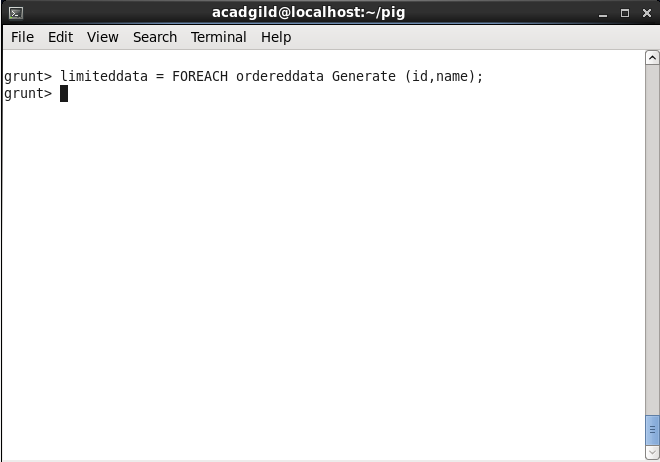 acadgild@localhost:~/pig
File Edit View Search Terminal Help
grunt> limiteddata = FOREACH ordereddata Generate (id,name);
grunt>